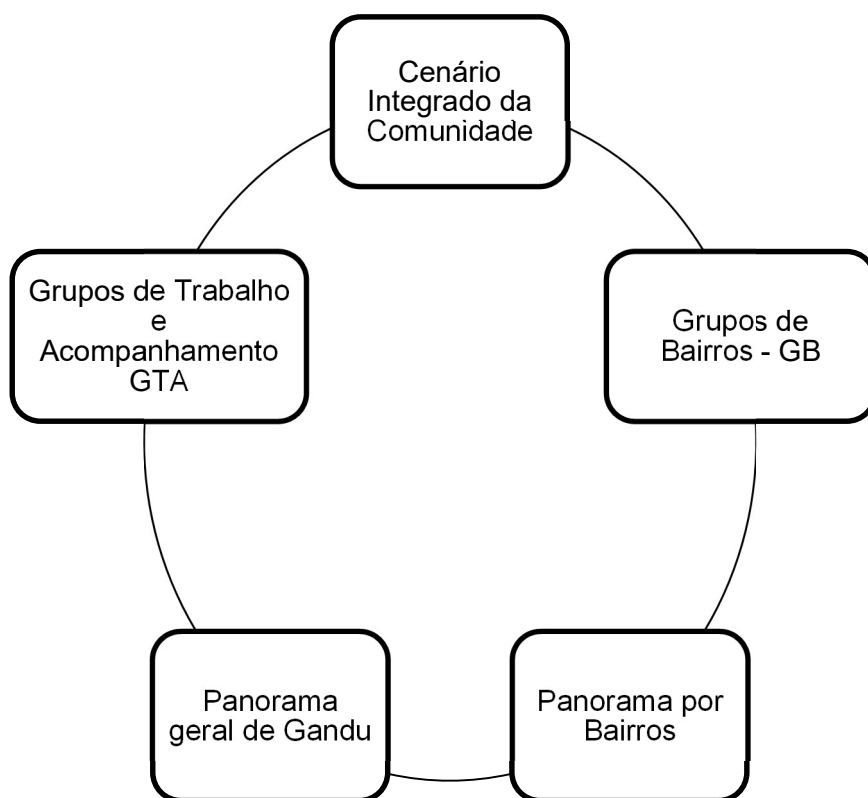 Cenário
Integrado da
Comunidade
Grupos de
Bairros - GB
Panorama por
Bairros
Panorama
geral de Gandu
Grupos de Trabalho
e
Acompanhamento
GTA